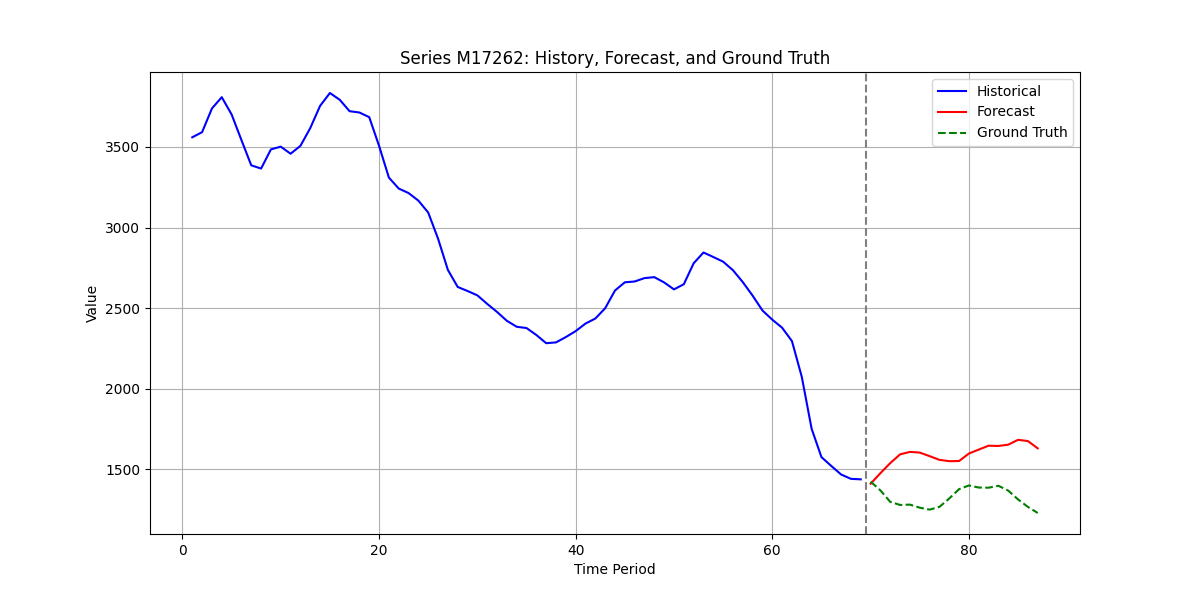 Series M17262: History, Forecast, and Ground Truth
Historical
Forecast
Ground Truth
Value
3500
3000
2500
2000
1500
0
20
40
60
80
Time Period